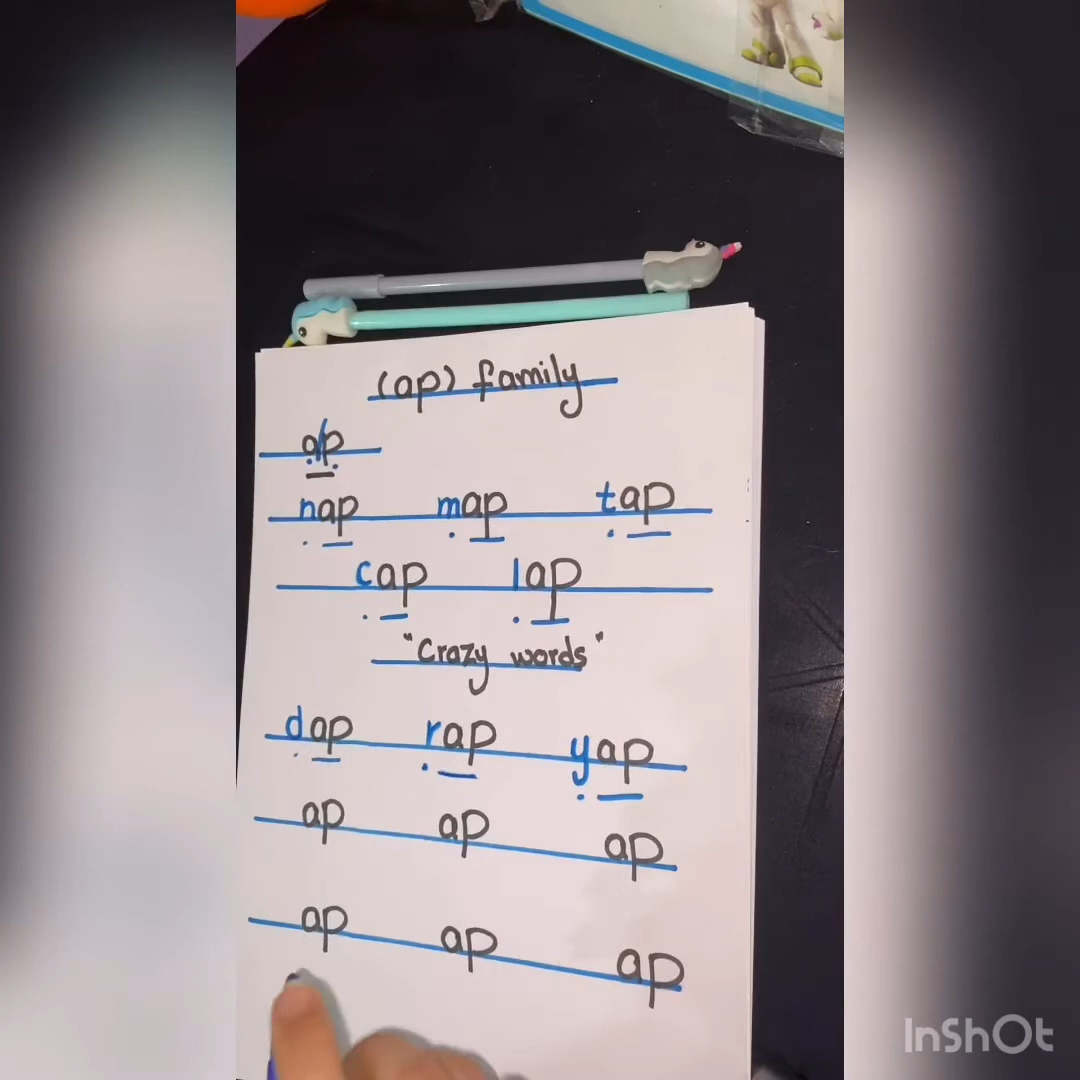 (ap) family
ap
nap map tap
cap lap
"Crazy words"
dap rap yap
ap ap ap
ap ap ap
InShOt